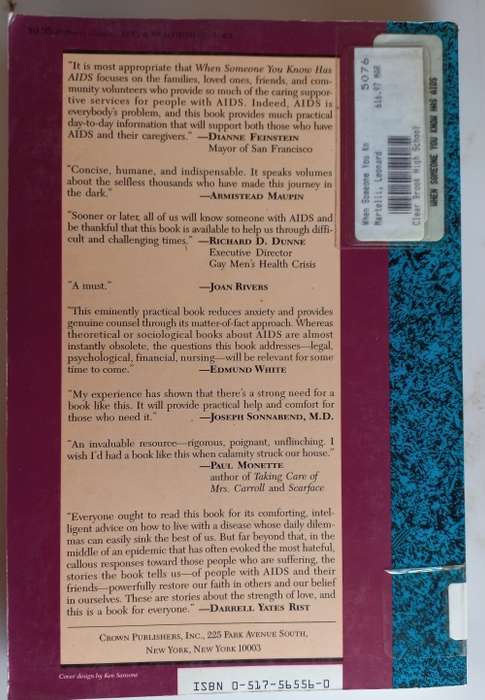 "It is most appropriate that When Someone You Know Has
AIDS focuses on the families, loved ones, friends, and com-
munity volunteers who provide so much of the caring suppor-
tive services for people with AIDS. Indeed, AIDS is
everybody's problem, and this book provides much practical
day-to-day information that will support both those who have
AIDS and their caregivers." —DIANNE FEINSTEIN
Mayor of San Francisco
"Concise, humane, and indispensable. It speaks volumes
about the selfless thousands who have made this journey in
the dark." —ARMISTEAD MAUPIN
"Sooner or later, all of us will know someone with AIDS and
be thankful that this book is available to help us through diffi-
cult and challenging times." —RICHARD D. DUNNE
Executive Director
Gay Men's Health Crisis
"A must." —JOAN RIVERS
"This eminently practical book reduces anxiety and provides
genuine counsel through its matter-of-fact approach. Whereas
theoretical or sociological books about AIDS are almost
instantly obsolete, the questions this book addresses—legal,
psychological, financial, nursing—will be relevant for some
time to come." —EDMUND WHITE
"My experience has shown that there's a strong need for a
book like this. It will provide practical help and comfort for
those who need it." —JOSEPH SONNABEND, M.D.
"An invaluable resource—rigorous, poignant, unflinching. I
wish I'd had a book like this when calamity struck our house."
—PAUL MONETTE
author of Taking Care of
Mrs. Carroll and Scarface
"Everyone ought to read this book for its comforting, intel-
ligent advice on how to live with a disease whose daily dilem-
mas can easily sink the best of us. But far beyond that, in the
middle of an epidemic that has often evoked the most hateful,
callous responses toward those people who are suffering, the
stories the book tells us—of people with AIDS and their
friends—powerfully restore our faith in others and our belief
in ourselves. These are stories about the strength of love, and
this is a book for everyone." —DARRELL YATES RIST
CROWN PUBLISHERS, INC., 225 PARK AVENUE SOUTH,
NEW YORK, NEW YORK 10003
Cover design by Ken Sansone
ISBN 0-517-56556-0
When Someone You Kn
Martelli, Leonard 616.97 MAR
5076
Clear Brook High School
WHEN SOMEONE YOU KNOW HAS AIDS